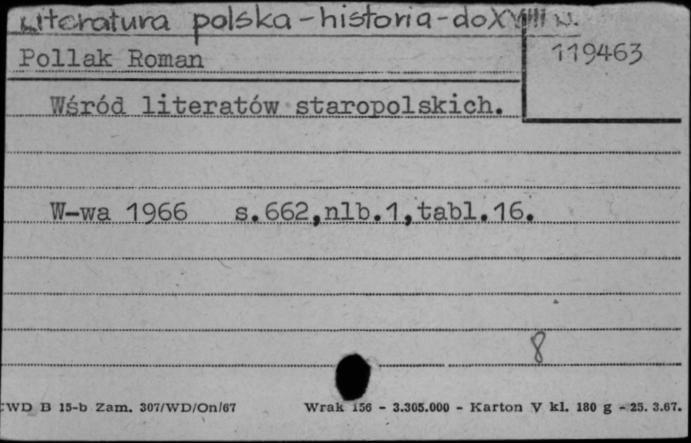 Literatura polska-historia-do XVIII w.
Pollak Roman
119463
Wśród literatów staropolskich.
W-wa 1966 s.662,nlb.1,tabl.16.
8
CWD B 15-b Zam. 307/WD/On/67 Wrak 156 - 3.305.000 - Karton V kl. 180 g - 25. 3.67.